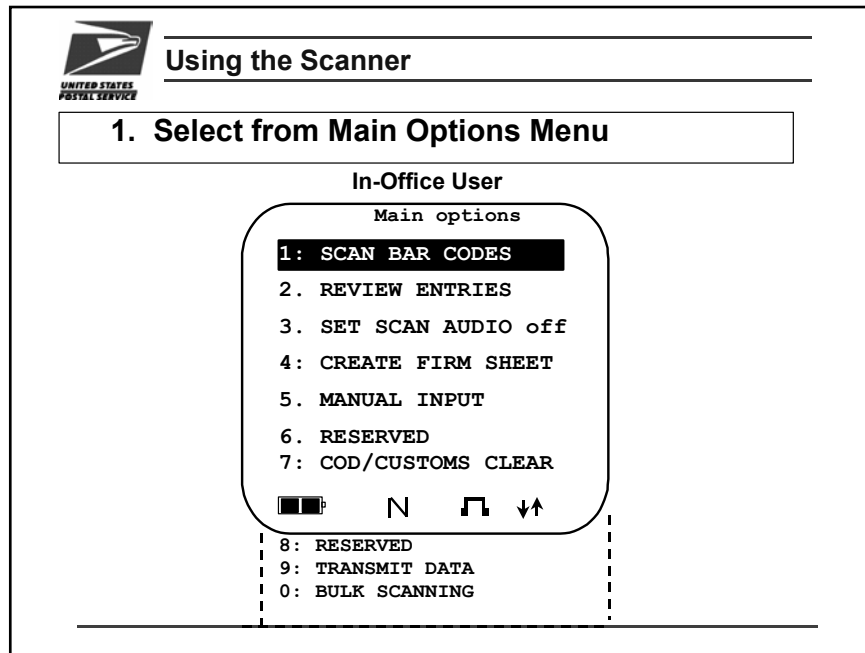 Using the Scanner
UNITED STATES
POSTAL SERVICE
1. Select from Main Options Menu
In-Office User
Main options
1: SCAN BAR CODES
2. REVIEW ENTRIES
3. SET SCAN AUDIO off
4: CREATE FIRM SHEET
5. MANUAL INPUT
6. RESERVED
7: COD/CUSTOMS CLEAR
N
8: RESERVED
9: TRANSMIT DATA
0: BULK SCANNING